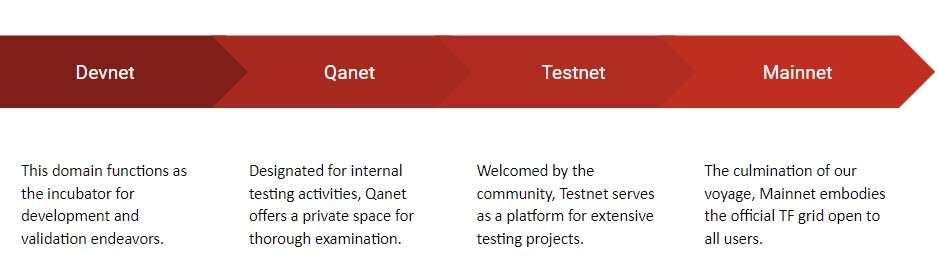 Devnet
Qanet
Testnet
Mainnet
This domain functions as
the incubator for
development and
validation endeavors.
Designated for internal
testing activities, Qanet
offers a private space for
thorough examination.
Welcomed by the
community, Testnet serves
as a platform for extensive
testing projects.
The culmination of our
voyage, Mainnet embodies
the official TF grid open to
all users.